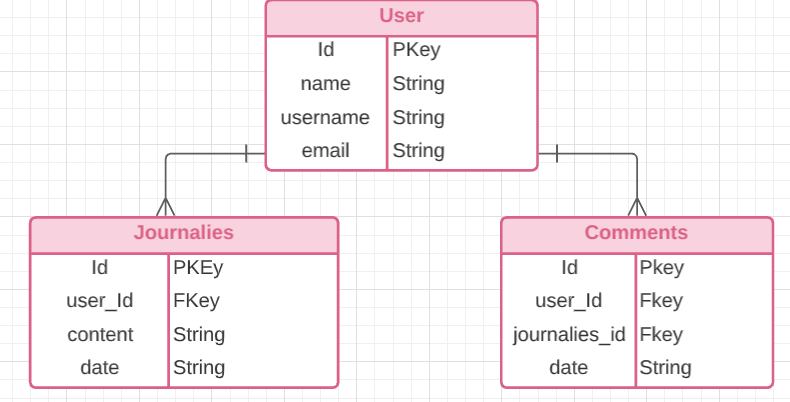 User
Id PKey
name String
username String
email String
Journalies
Id PKEy
user_Id FKey
content String
date String
Comments
Id Pkey
user_Id Fkey
journalies_id Fkey
date String